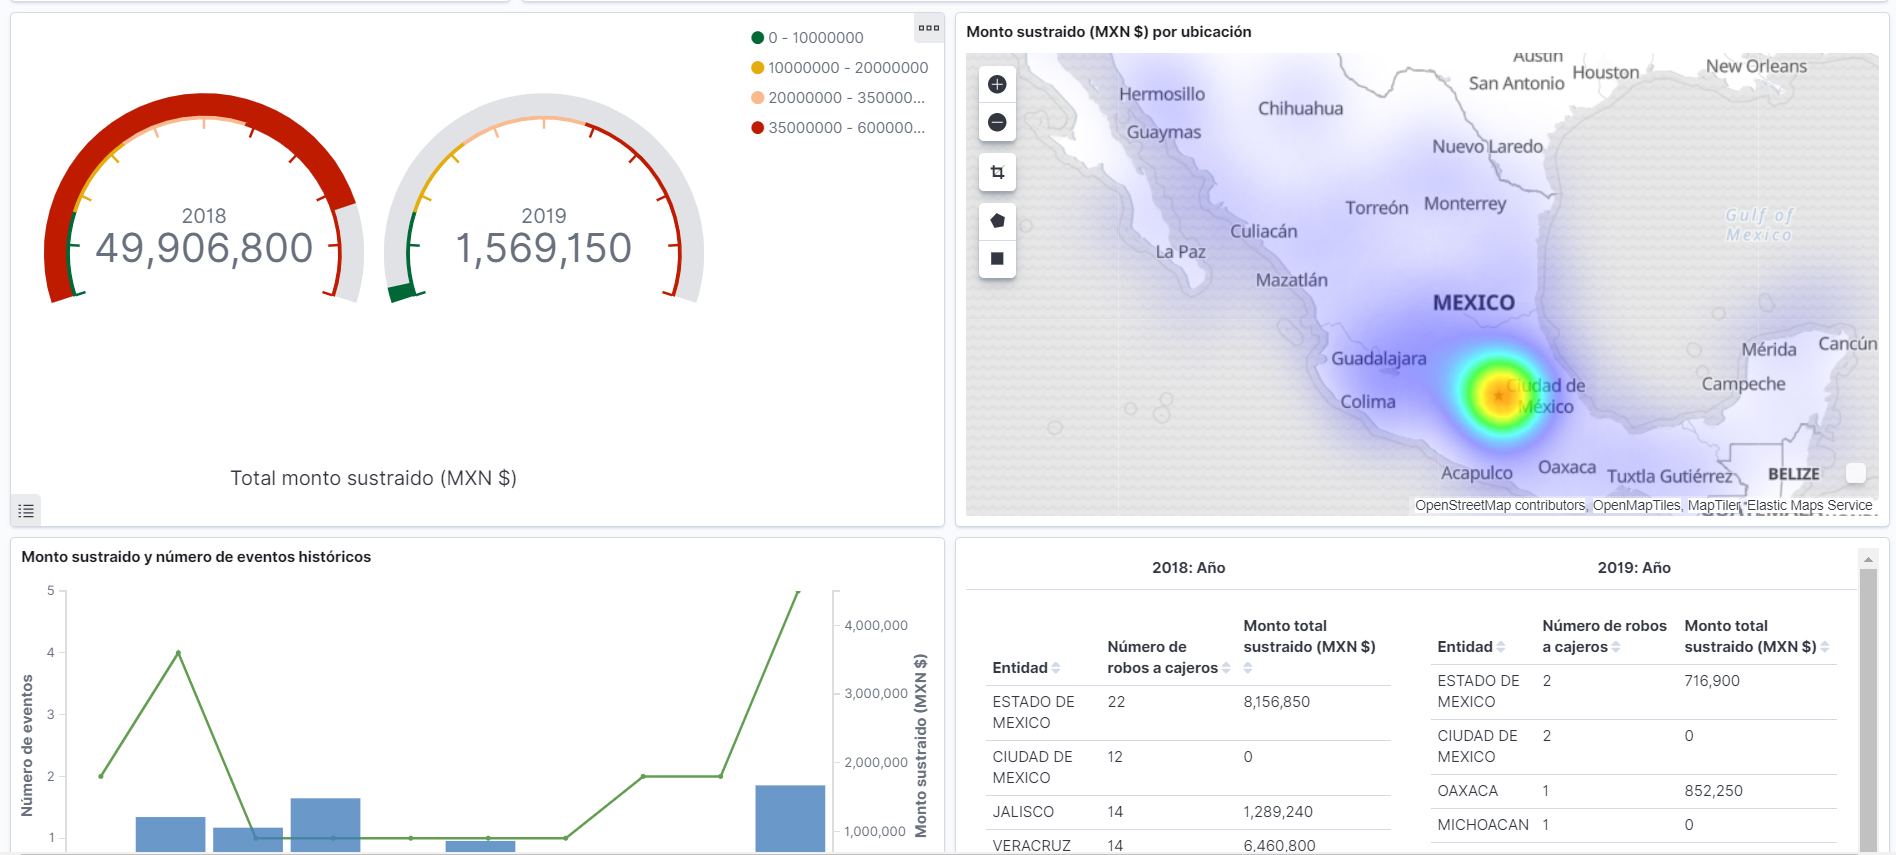 0 - 10000000
10000000 - 20000000
20000000 - 350000...
35000000 - 600000...
2018
49,906,800
2019
1,569,150
Total monto sustraido (MXN $)
Monto sustraido (MXN $) por ubicación
Austin
San Antonio
Houston
New Orleans
Hermosillo
Chihuahua
Guaymas
Nuevo Laredo
Torreón
Monterrey
Gulf of
Mexico
Culiacán
La Paz
Mazatlán
MEXICO
Guadalajara
Mérida
Cancún
Ciudad de
México
Campeche
Colima
Acapulco
Oaxaca
Tuxtla Gutiérrez
BELIZE
OpenStreetMap contributors, OpenMapTiles, MapTiler, Elastic Maps Service
Monto sustraido y número de eventos históricos
Número de eventos
5
4
3
2
1
4,000,000
3,000,000
2,000,000
1,000,000
Monto sustraido (MXN $)
2018: Año
Entidad
Número de
robos a cajeros
Monto total
sustraido (MXN $)
ESTADO DE
MEXICO
22
8,156,850
CIUDAD DE
MEXICO
12
0
JALISCO
14
1,289,240
VERACRUZ
14
6,460,800
2019: Año
Entidad
Número de robos
a cajeros
Monto total
sustraido (MXN $)
ESTADO DE
MEXICO
2
716,900
CIUDAD DE
MEXICO
2
0
OAXACA
1
852,250
MICHOACAN
1
0